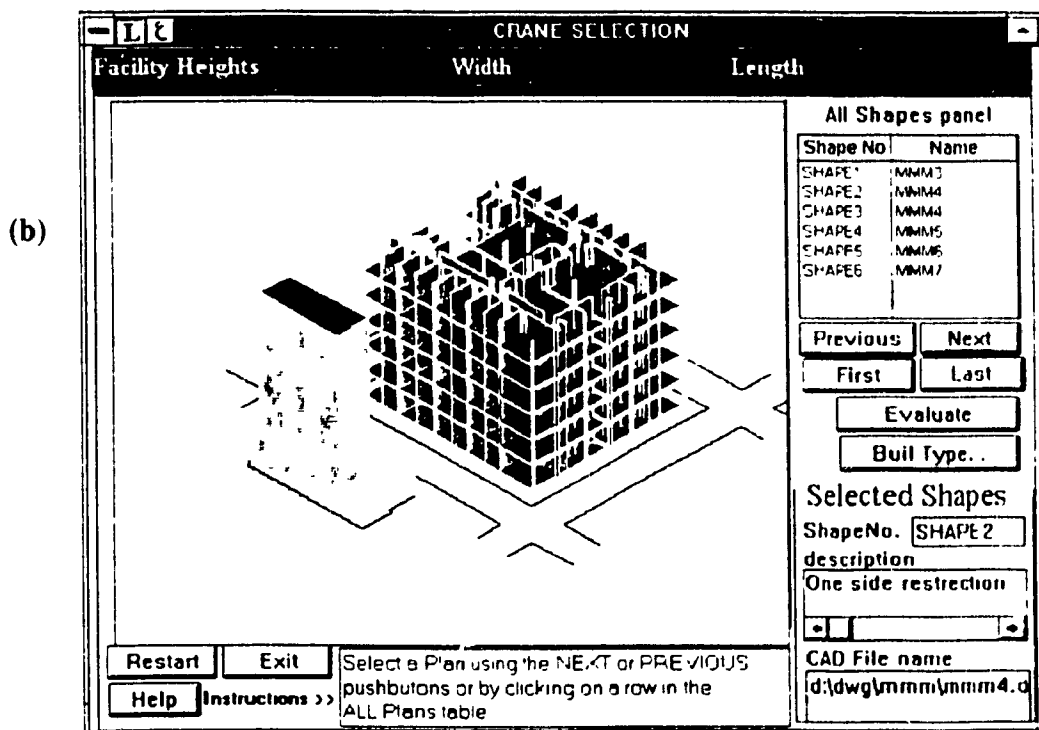 (b)
CRANE SELECTION
Facility Heights Width Length
All Shapes panel
Shape No Name
SHAPE1 MMM3
SHAPE2 MMM4
SHAPE3 MMM4
SHAPE4 MMM5
SHAPE5 MMM6
SHAPE6 MMM7
Previous Next
First Last
Evaluate
Buil Type..
Selected Shapes
ShapeNo. SHAPE2
description
One side restrection
CAD File name
d:\dwg\mmm\mmm4.d
Restart Exit
Help Instructions >>
Select a Plan using the NEXT or PREVIOUS
pushbutons or by clicking on a row in the
ALL Plans table